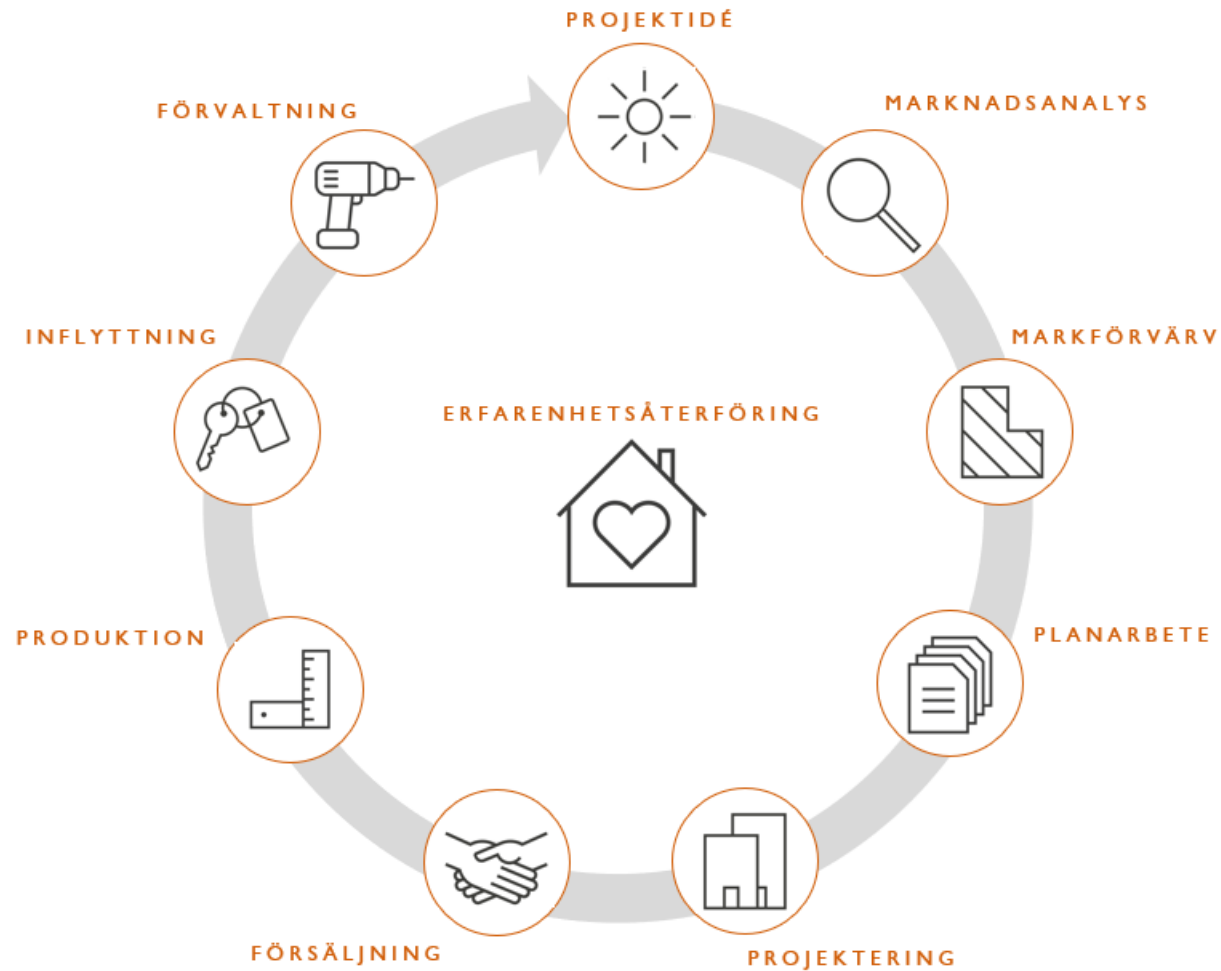 PROJEKTIDÉ
MARKNADSANALYS
MARKFÖRVÄRV
PLANARBETE
PROJEKTERING
FÖRSÄLJNING
PRODUKTION
INFLYTTNING
FÖRVALTNING
ERFARENHETSÅTERFÖRING